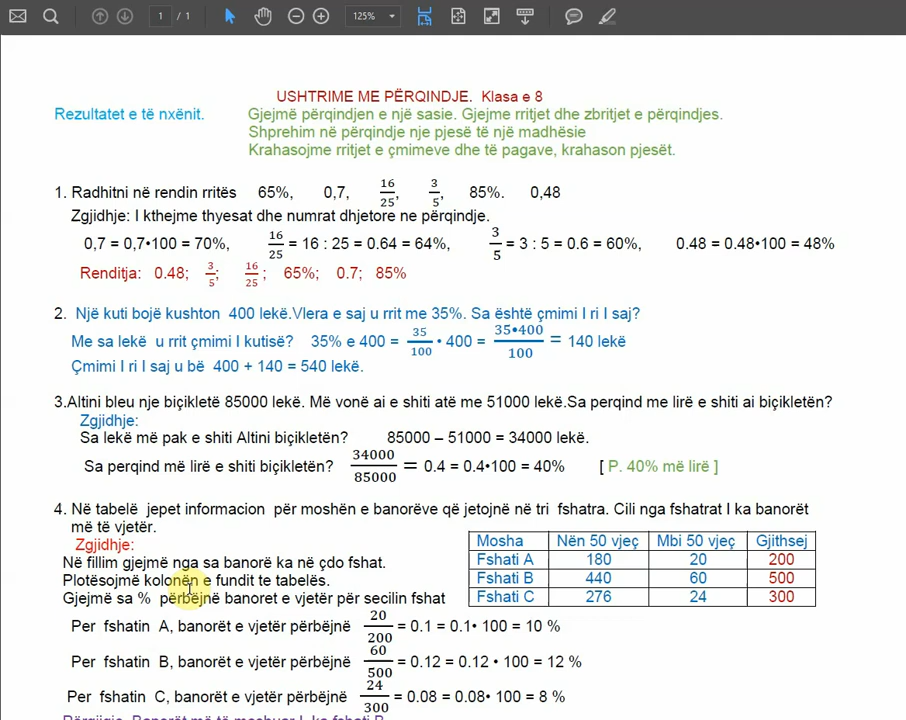 1 / 1
125%
USHTRIME ME PËRQINDJE. Klasa e 8
Rezultatet e të nxënit. Gjejmë përqindjen e një sasie. Gjejme rritjet dhe zbritjet e përqindjes.
Shprehim në përqindje nje pjesë të një madhësie
Krahasojme rritjet e çmimeve dhe të pagave, krahason pjesët.
1. Radhitni në rendin rritës 65%, 0,7, 16/25, 3/5, 85%. 0,48
Zgjidhje: I kthejme thyesat dhe numrat dhjetore ne përqindje.
0,7 = 0,7•100 = 70%, 16/25 = 16 : 25 = 0.64 = 64%, 3/5 = 3 : 5 = 0.6 = 60%, 0.48 = 0.48•100 = 48%
Renditja: 0.48; 3/5; 16/25; 65%; 0.7; 85%
2. Një kuti bojë kushton 400 lekë.Vlera e saj u rrit me 35%. Sa është çmimi I ri I saj?
Me sa lekë u rrit çmimi I kutisë? 35% e 400 = 35/100 • 400 = 35•400/100 = 140 lekë
Çmimi I ri I saj u bë 400 + 140 = 540 lekë.
3.Altini bleu nje biçikletë 85000 lekë. Më vonë ai e shiti atë me 51000 lekë.Sa perqind me lirë e shiti ai biçikletën?
Zgjidhje:
Sa lekë më pak e shiti Altini biçikletën? 85000 – 51000 = 34000 lekë.
Sa perqind më lirë e shiti biçikletën? 34000/85000 = 0.4 = 0.4•100 = 40% [ P. 40% më lirë ]
4. Në tabelë jepet informacion për moshën e banorëve që jetojnë në tri fshatra. Cili nga fshatrat I ka banorët
më të vjetër.
Zgjidhje:
Në fillim gjejmë nga sa banorë ka në çdo fshat.
Plotësojmë kolonën e fundit te tabelës.
Gjejmë sa % përbëjnë banoret e vjetër për secilin fshat
Mosha Nën 50 vjeç Mbi 50 vjeç Gjithsej
Fshati A 180 20 200
Fshati B 440 60 500
Fshati C 276 24 300
Per fshatin A, banorët e vjetër përbëjnë 20/200 = 0.1 = 0.1• 100 = 10 %
Per fshatin B, banorët e vjetër përbëjnë 60/500 = 0.12 = 0.12 • 100 = 12 %
Per fshatin C, banorët e vjetër përbëjnë 24/300 = 0.08 = 0.08• 100 = 8 %